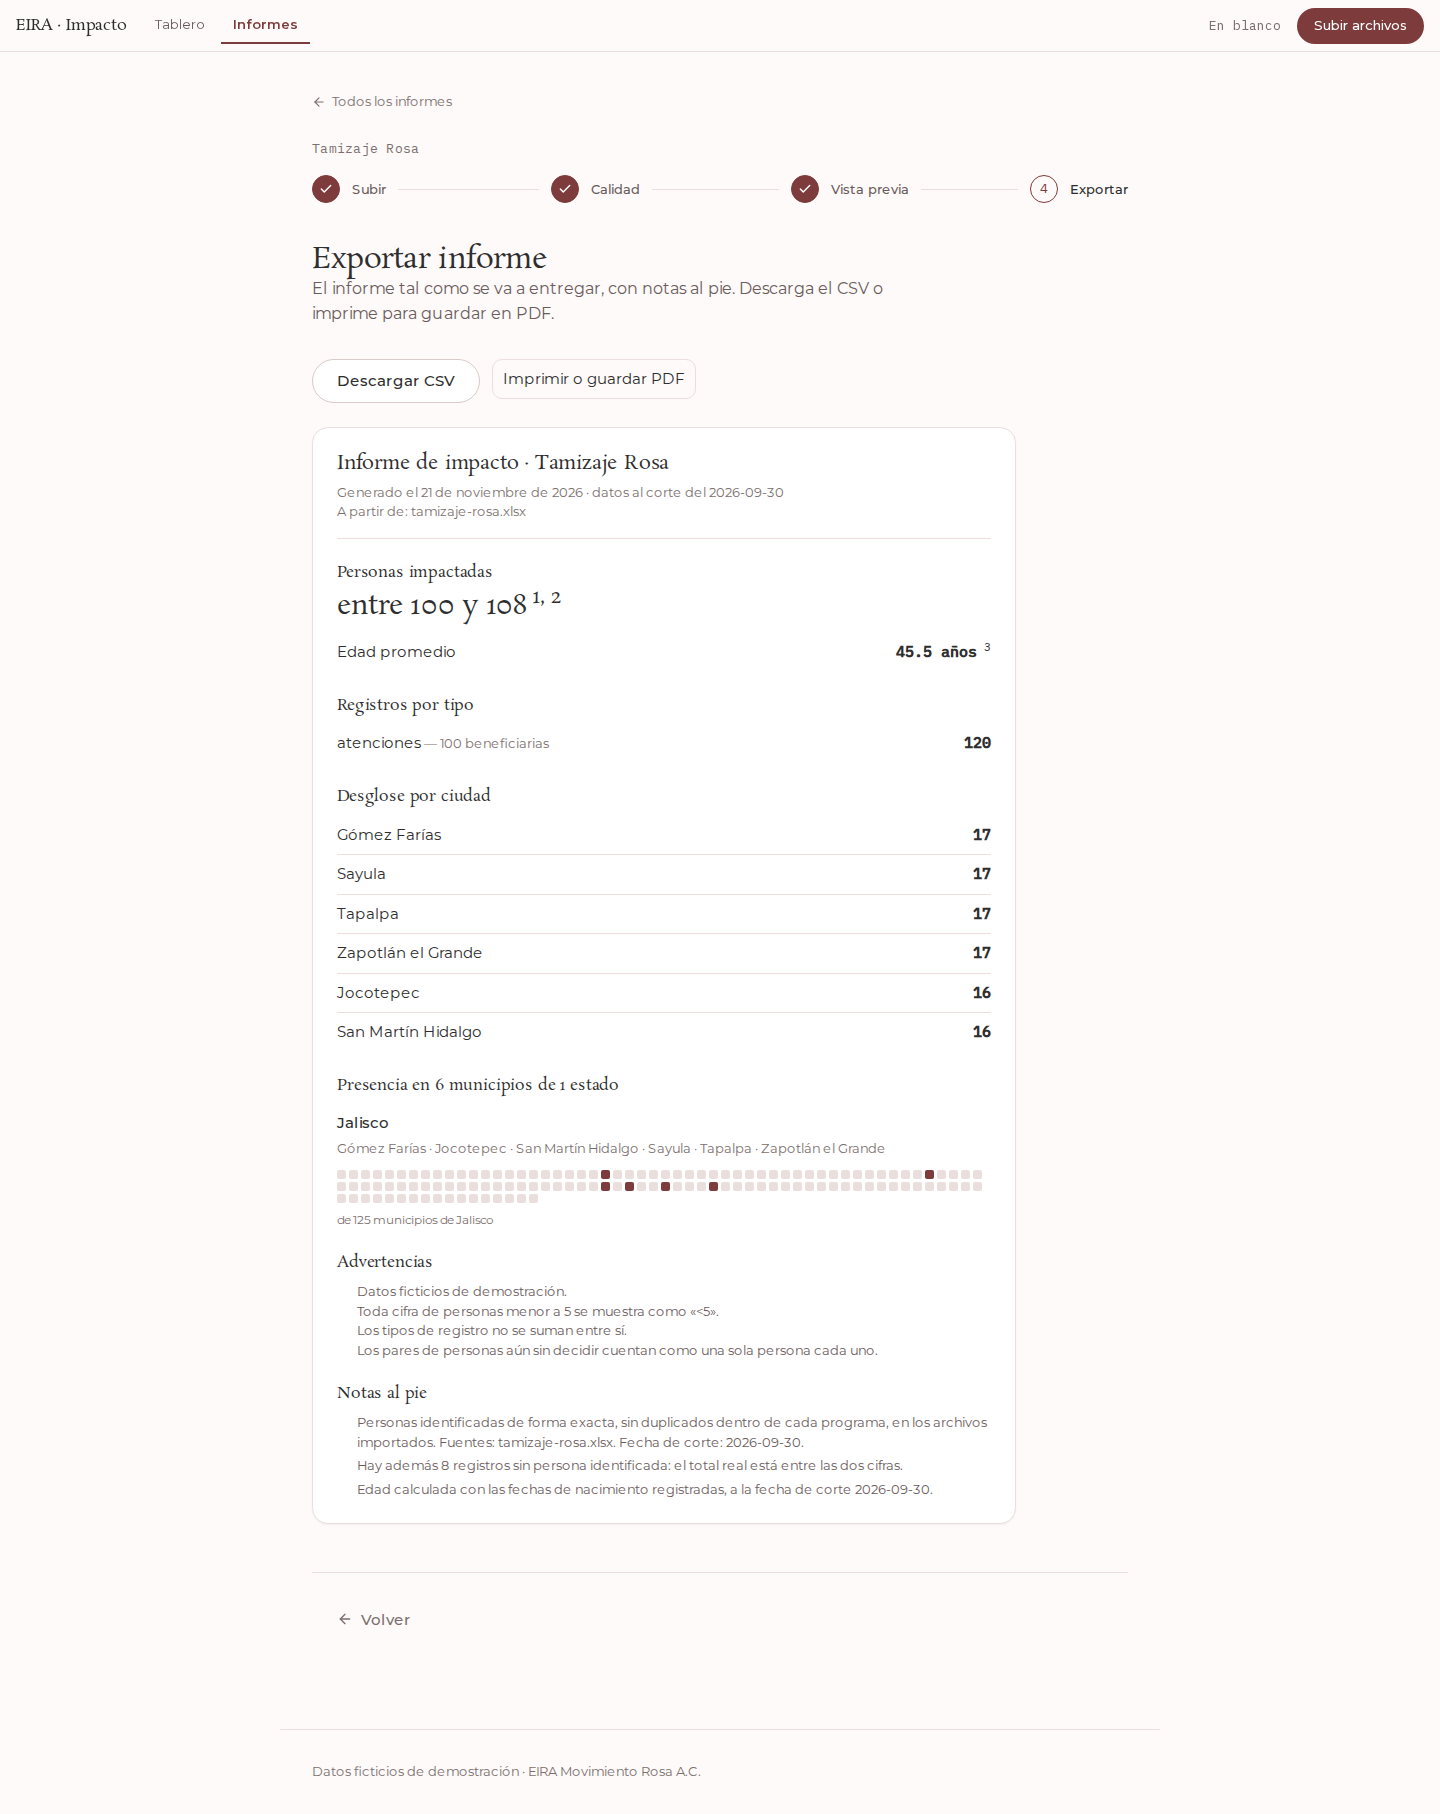 EIRA · Impacto
Tablero
Informes
En blanco
Subir archivos
← Todos los informes
Tamizaje Rosa
Subir
Calidad
Vista previa
4 Exportar
Exportar informe
El informe tal como se va a entregar, con notas al pie. Descarga el CSV o
imprime para guardar en PDF.
Descargar CSV
Imprimir o guardar PDF
Informe de impacto · Tamizaje Rosa
Generado el 21 de noviembre de 2026 · datos al corte del 2026-09-30
A partir de: tamizaje-rosa.xlsx
Personas impactadas
entre 100 y 108 1, 2
Edad promedio 45.5 años 3
Registros por tipo
atenciones — 100 beneficiarias 120
Desglose por ciudad
Gómez Farías 17
Sayula 17
Tapalpa 17
Zapotlán el Grande 17
Jocotepec 16
San Martín Hidalgo 16
Presencia en 6 municipios de 1 estado
Jalisco
Gómez Farías · Jocotepec · San Martín Hidalgo · Sayula · Tapalpa · Zapotlán el Grande
de 125 municipios de Jalisco
Advertencias
Datos ficticios de demostración.
Toda cifra de personas menor a 5 se muestra como «<5».
Los tipos de registro no se suman entre sí.
Los pares de personas aún sin decidir cuentan como una sola persona cada uno.
Notas al pie
Personas identificadas de forma exacta, sin duplicados dentro de cada programa, en los archivos
importados. Fuentes: tamizaje-rosa.xlsx. Fecha de corte: 2026-09-30.
Hay además 8 registros sin persona identificada: el total real está entre las dos cifras.
Edad calculada con las fechas de nacimiento registradas, a la fecha de corte 2026-09-30.
← Volver
Datos ficticios de demostración · EIRA Movimiento Rosa A.C.